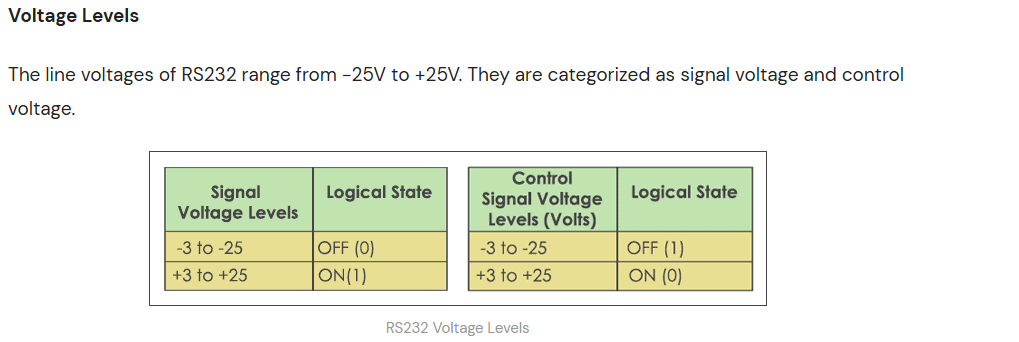 Voltage Levels
The line voltages of RS232 range from -25V to +25V. They are categorized as signal voltage and control
voltage.
Signal
Voltage Levels
Logical State
-3 to -25
OFF (0)
+3 to +25
ON(1)
Control
Signal Voltage
Levels (Volts)
Logical State
-3 to -25
OFF (1)
+3 to +25
ON (0)
RS232 Voltage Levels